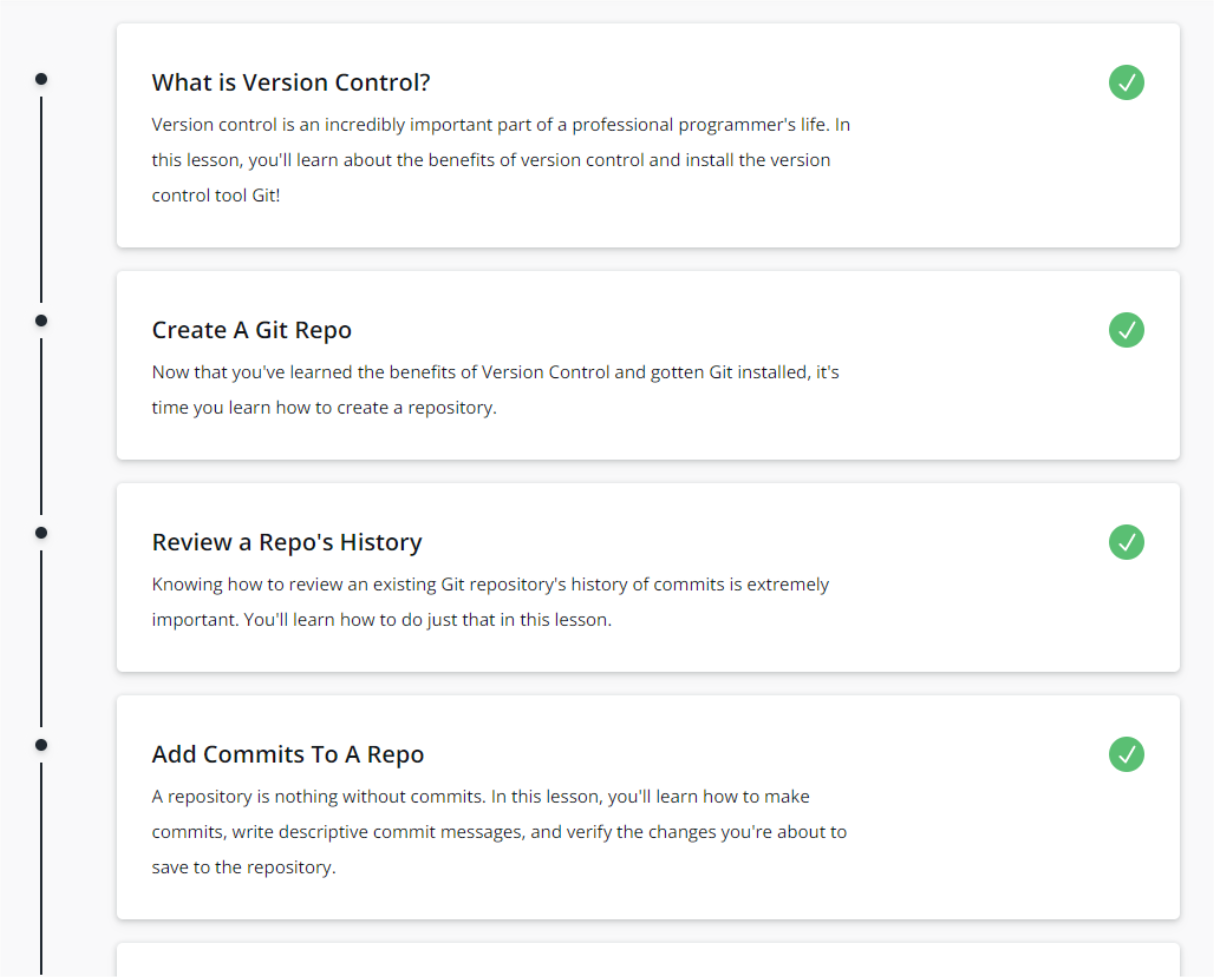 What is Version Control?
Version control is an incredibly important part of a professional programmer's life. In
this lesson, you'll learn about the benefits of version control and install the version
control tool Git!
Create A Git Repo
Now that you've learned the benefits of Version Control and gotten Git installed, it's
time you learn how to create a repository.
Review a Repo's History
Knowing how to review an existing Git repository's history of commits is extremely
important. You'll learn how to do just that in this lesson.
Add Commits To A Repo
A repository is nothing without commits. In this lesson, you'll learn how to make
commits, write descriptive commit messages, and verify the changes you're about to
save to the repository.